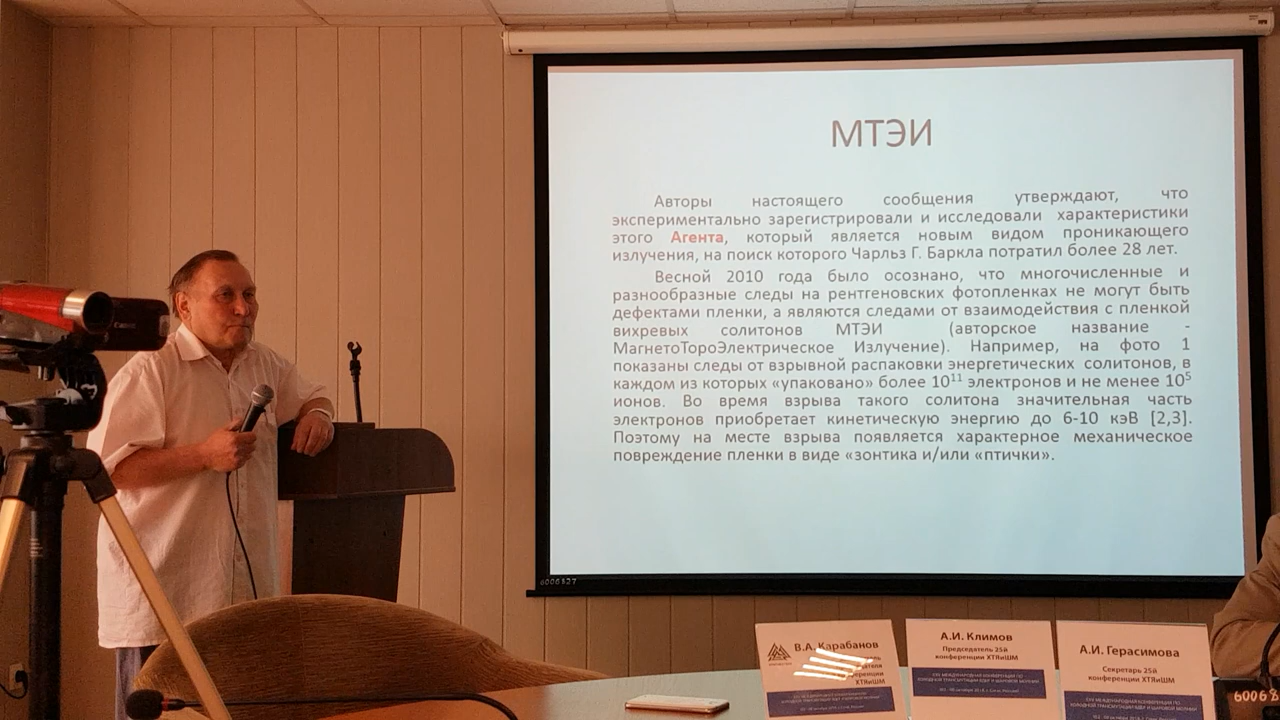 МТЭИ
Авторы настоящего сообщения утверждают, что
экспериментально зарегистрировали и исследовали характеристики
этого Агента, который является новым видом проникающего
излучения, на поиск которого Чарльз Г. Баркла потратил более 28 лет.
Весной 2010 года было осознано, что многочисленные и
разнообразные следы на рентгеновских фотопленках не могут быть
дефектами пленки, а являются следами от взаимодействия с пленкой
вихревых солитонов МТЭИ (авторское название -
МагнетоТороЭлектрическое Излучение). Например, на фото 1
показаны следы от взрывной распаковки энергетических солитонов, в
каждом из которых «упаковано» более 10¹¹ электронов и не менее 10⁵
ионов. Во время взрыва такого солитона значительная часть
электронов приобретает кинетическую энергию до 6-10 кэВ [2,3].
Поэтому на месте взрыва появляется характерное механическое
повреждение пленки в виде «зонтика и/или «птички».
6006827
Canon
В.А. Карабанов
ХТЯиШМ
А.И. Климов
Председатель 25й
конференции ХТЯиШМ
А.И. Герасимова
Секретарь 25й
конференции ХТЯиШМ
60068